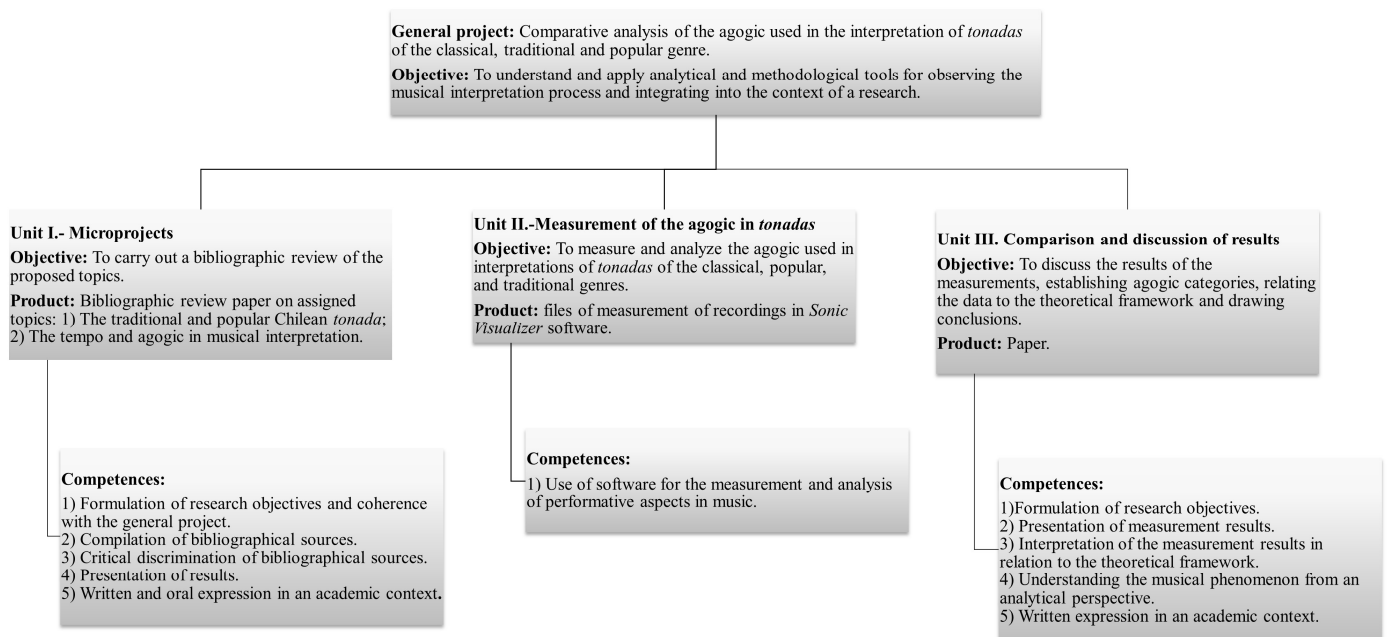 General project: Comparative analysis of the agogic used in the interpretation of tonadas
of the classical, traditional and popular genre.
Objective: To understand and apply analytical and methodological tools for observing the
musical interpretation process and integrating into the context of a research.
Unit I.- Microprojects
Objective: To carry out a bibliographic review of the
proposed topics.
Product: Bibliographic review paper on assigned
topics: 1) The traditional and popular Chilean tonada;
2) The tempo and agogic in musical interpretation.
Unit II.-Measurement of the agogic in tonadas
Objective: To measure and analyze the agogic used in
interpretations of tonadas of the classical, popular,
and traditional genres.
Product: files of measurement of recordings in Sonic
Visualizer software.
Unit III. Comparison and discussion of results
Objective: To discuss the results of the
measurements, establishing agogic categories, relating
the data to the theoretical framework and drawing
conclusions.
Product: Paper.
Competences:
1) Formulation of research objectives and coherence
with the general project.
2) Compilation of bibliographical sources.
3) Critical discrimination of bibliographical sources.
4) Presentation of results.
5) Written and oral expression in an academic context.
Competences:
1) Use of software for the measurement and analysis
of performative aspects in music.
Competences:
1)Formulation of research objectives.
2) Presentation of measurement results.
3) Interpretation of the measurement results in
relation to the theoretical framework.
4) Understanding the musical phenomenon from an
analytical perspective.
5) Written expression in an academic context.